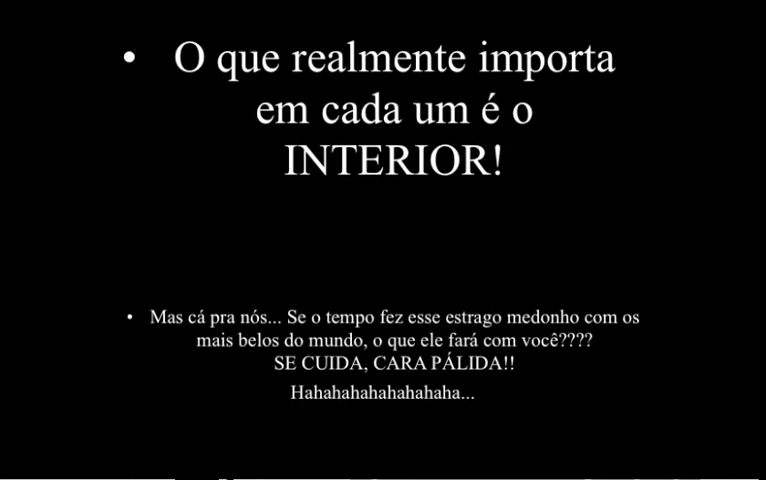 • O que realmente importa
em cada um é o
INTERIOR!
• Mas cá pra nós... Se o tempo fez esse estrago medonho com os
mais belos do mundo, o que ele fará com você????
SE CUIDA, CARA PÁLIDA!!
Hahahahahahahahaha...